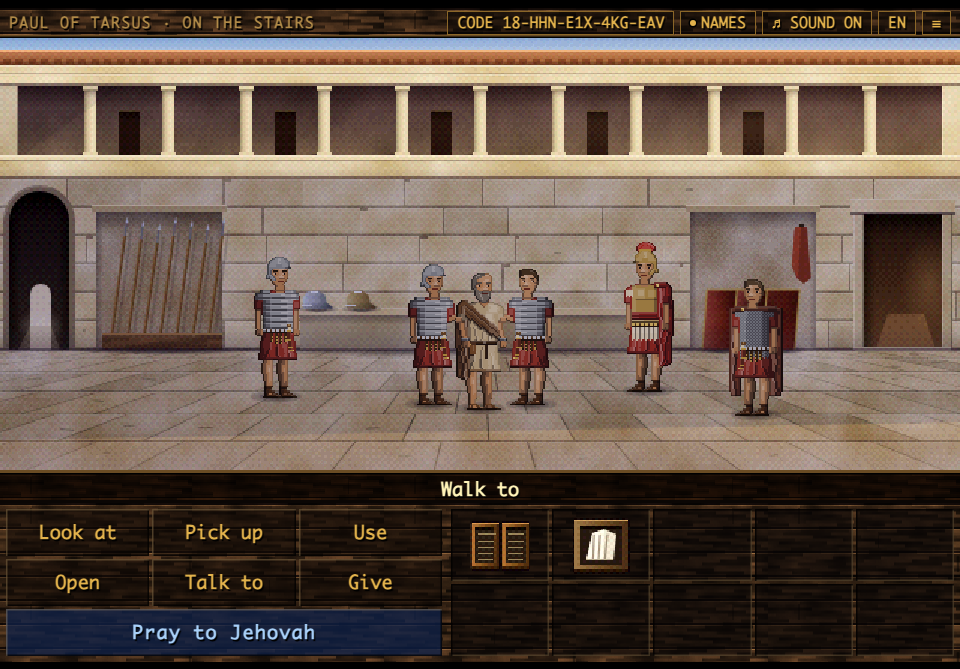 PAUL OF TARSUS · ON THE STAIRS
CODE 18-HHN-E1X-4KG-EAV
• NAMES
♬ SOUND ON
EN
≡
Walk to
Look at
Pick up
Use
Open
Talk to
Give
Pray to Jehovah